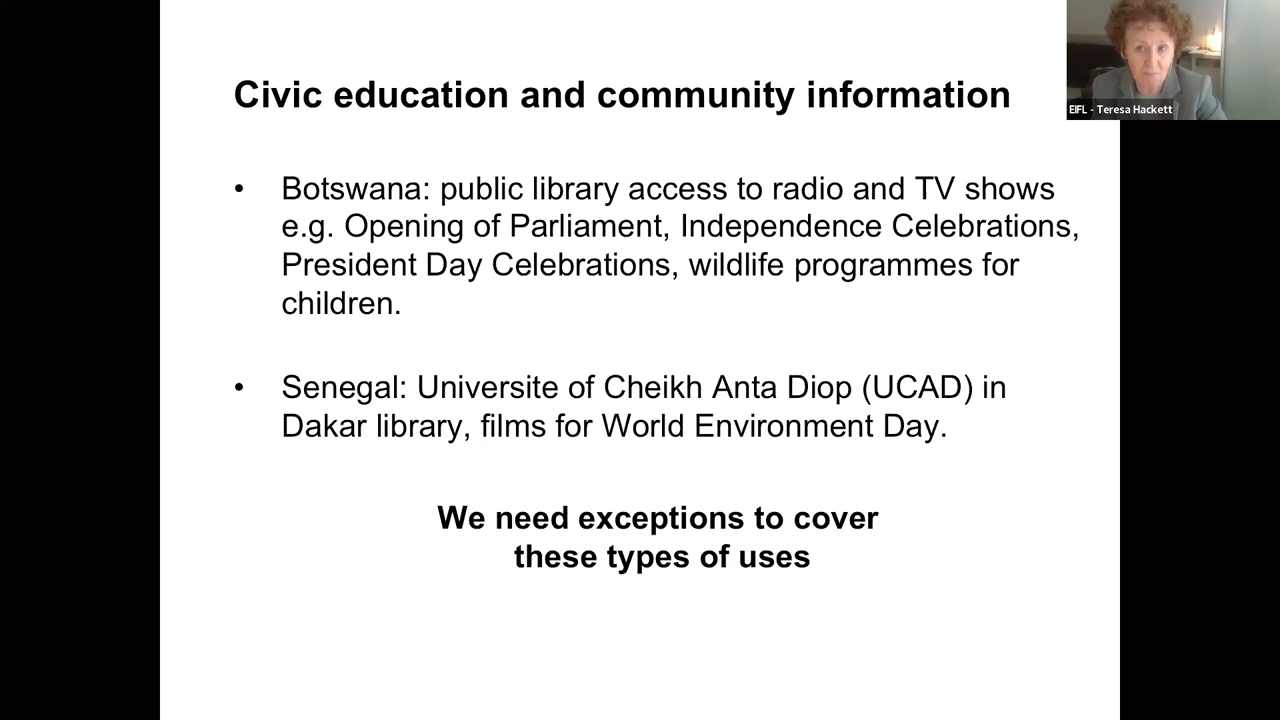 Civic education and community information
EIFL - Teresa Hackett
• Botswana: public library access to radio and TV shows
e.g. Opening of Parliament, Independence Celebrations,
President Day Celebrations, wildlife programmes for
children.
• Senegal: Universite of Cheikh Anta Diop (UCAD) in
Dakar library, films for World Environment Day.
We need exceptions to cover
these types of uses